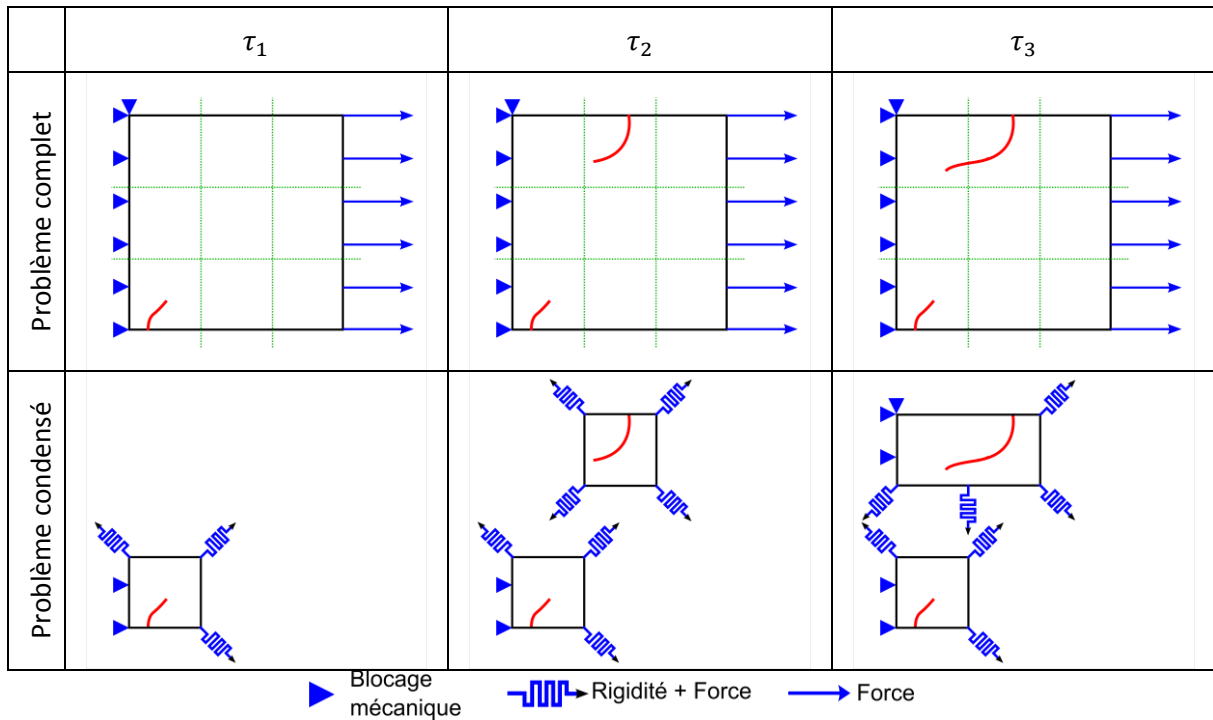 τ₁ τ₂ τ₃
Problème complet
Problème condensé
Blocage mécanique
Rigidité + Force
Force